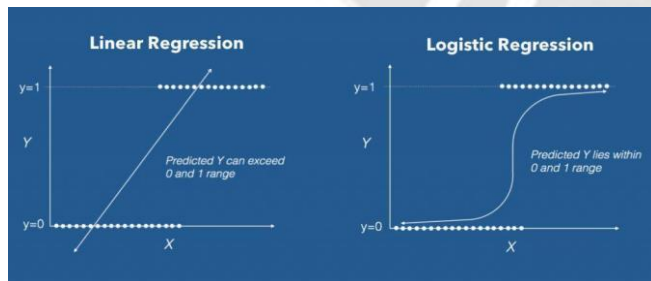 Linear Regression
y=1
Y
Predicted Y can exceed
0 and 1 range
y=0
X
Logistic Regression
y=1
Y
Predicted Y lies within
0 and 1 range
y=0
X